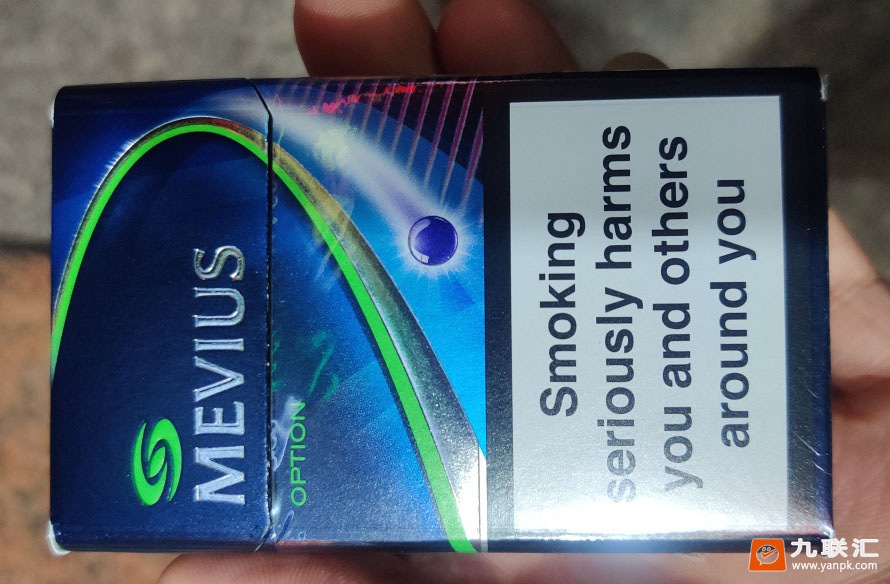 MEVIUS
OPTION
Smoking
seriously harms
you and others
around you
九联汇
www.yanpk.com